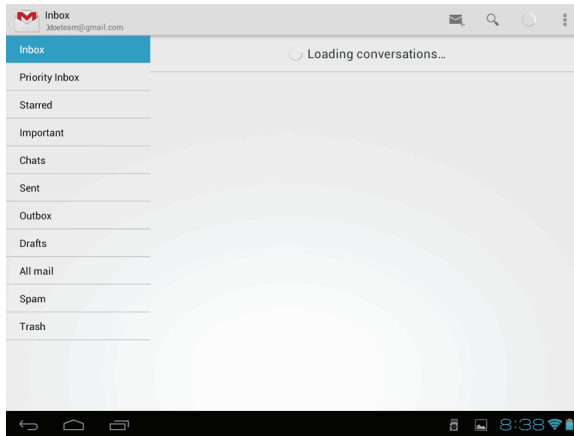 Inbox
Jdoeteam@gmail.com
Inbox
Priority Inbox
Starred
Important
Chats
Sent
Outbox
Drafts
All mail
Spam
Trash
Loading conversations...
8:38